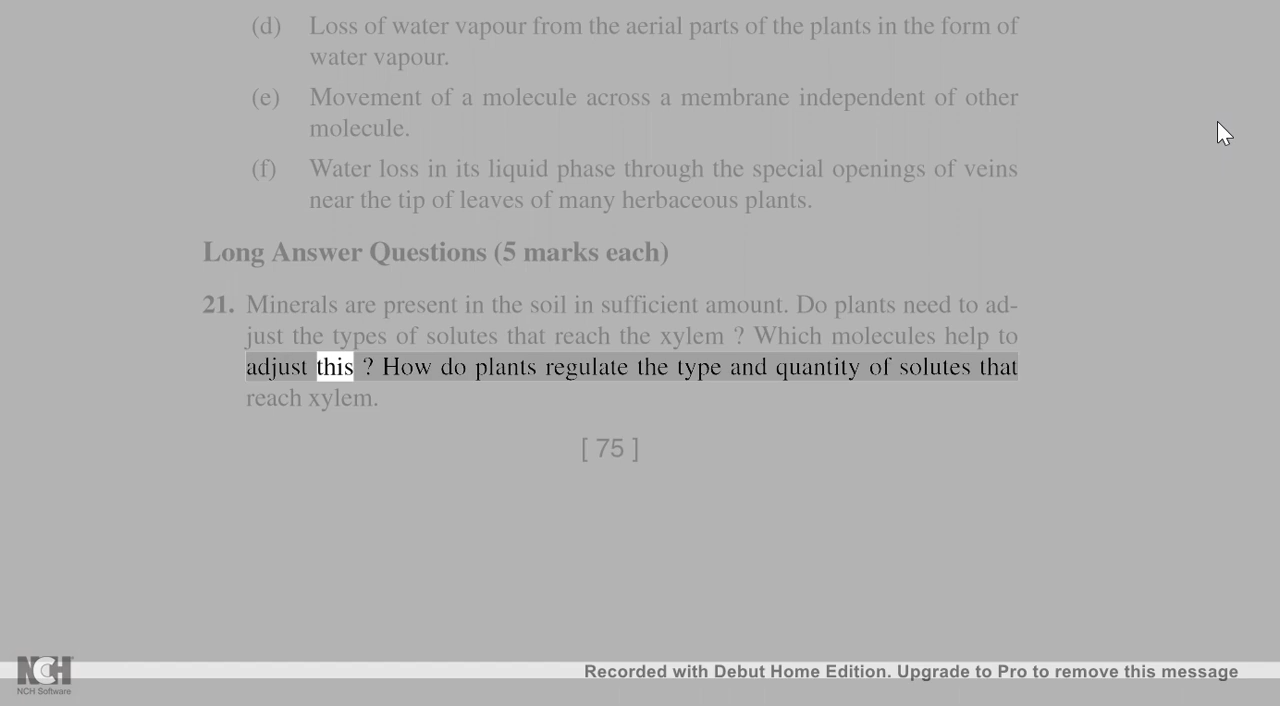 (d) Loss of water vapour from the aerial parts of the plants in the form of
water vapour.
(e) Movement of a molecule across a membrane independent of other
molecule.
(f) Water loss in its liquid phase through the special openings of veins
near the tip of leaves of many herbaceous plants.
Long Answer Questions (5 marks each)
21. Minerals are present in the soil in sufficient amount. Do plants need to ad-
just the types of solutes that reach the xylem ? Which molecules help to
adjust this ? How do plants regulate the type and quantity of solutes that
reach xylem.
[ 75 ]
NCH
NCH Software
Recorded with Debut Home Edition. Upgrade to Pro to remove this message